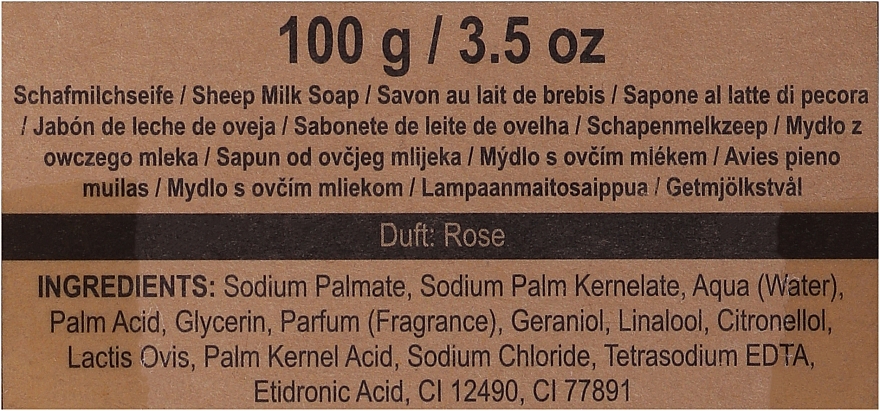 100 g / 3.5 oz
Schafmilchseife / Sheep Milk Soap / Savon au lait de brebis / Sapone al latte di pecora
/ Jabón de leche de oveja / Sabonete de leite de ovelha / Schapenmelkzeep / Mydło z
owczego mleka / Sapun od ovčjeg mlijeka / Mýdlo s ovčím mlékem / Avies pieno
muilas / Mydlo s ovčím mliekom / Lampaanmaitosaippua / Getmjölkstvål
Duft: Rose
INGREDIENTS: Sodium Palmate, Sodium Palm Kernelate, Aqua (Water),
Palm Acid, Glycerin, Parfum (Fragrance), Geraniol, Linalool, Citronellol,
Lactis Ovis, Palm Kernel Acid, Sodium Chloride, Tetrasodium EDTA,
Etidronic Acid, CI 12490, CI 77891